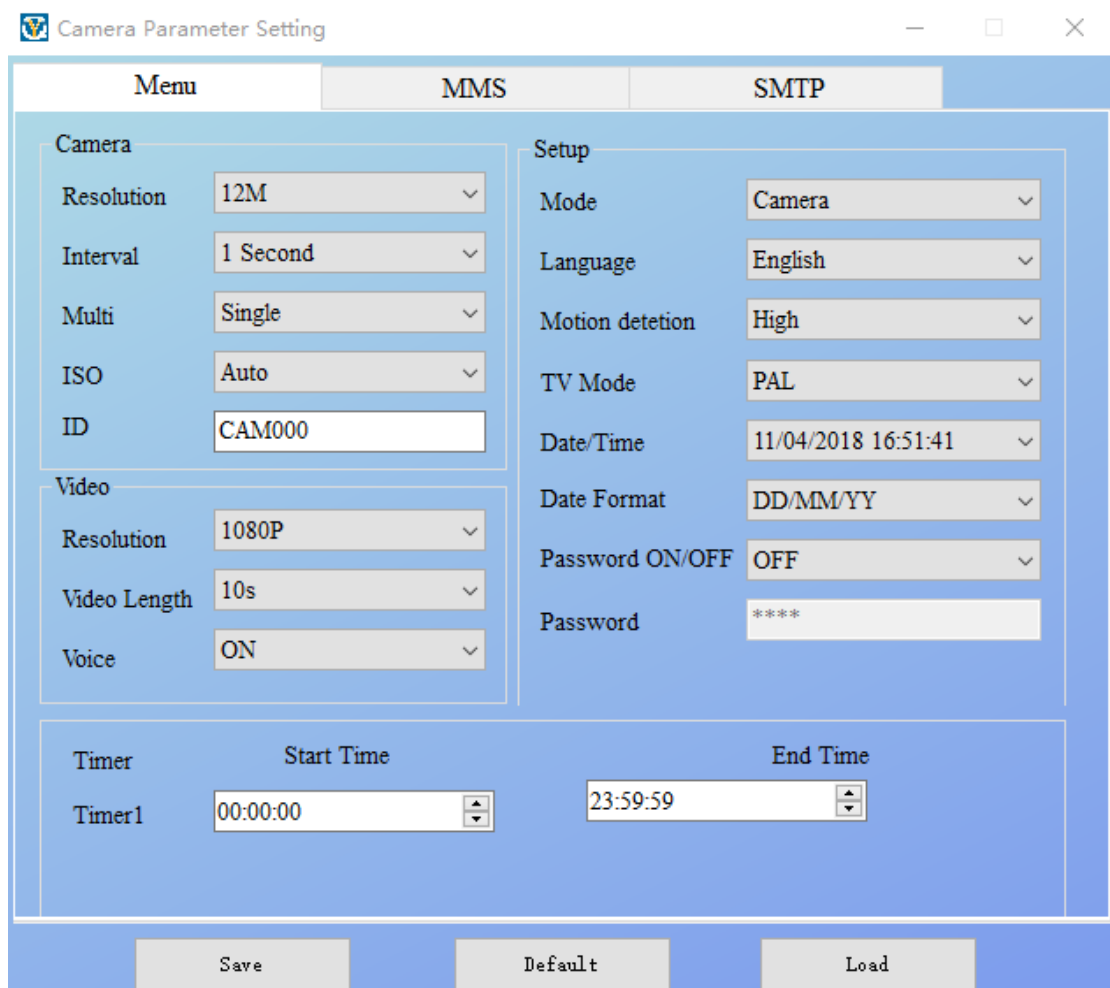 Camera Parameter Setting
Menu MMS SMTP
Camera
Resolution 12M
Interval 1 Second
Multi Single
ISO Auto
ID CAM000
Video
Resolution 1080P
Video Length 10s
Voice ON
Setup
Mode Camera
Language English
Motion detetion High
TV Mode PAL
Date/Time 11/04/2018 16:51:41
Date Format DD/MM/YY
Password ON/OFF OFF
Password ****
Timer Start Time End Time
Timer1 00:00:00 23:59:59
Save Default Load